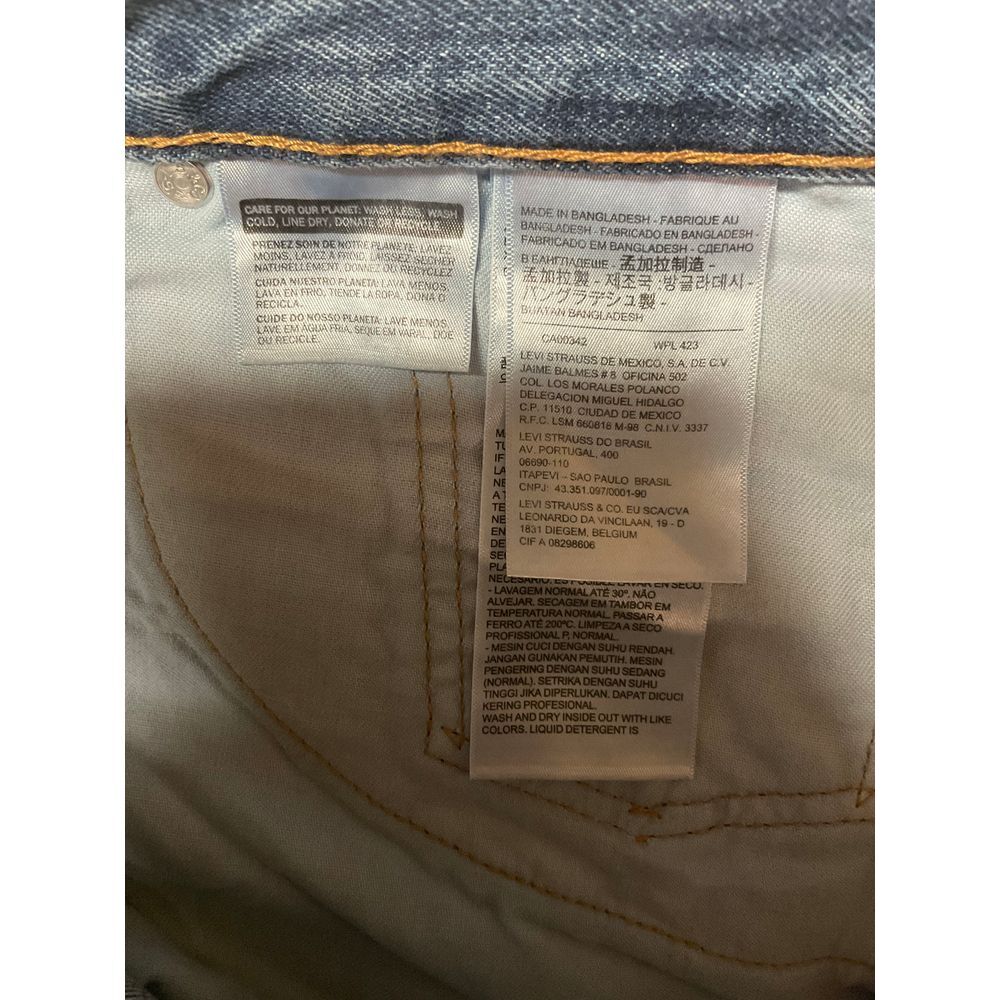 CARE FOR OUR PLANET: WASH LESS, WASH
COLD, LINE DRY, DONATE OR RECYCLE
PRENEZ SOIN DE NOTRE PLANÈTE, LAVEZ
MOINS, LAVEZ À FROID, LAISSEZ SÉCHER
NATURELLEMENT, DONNEZ OU RECYCLEZ
CUIDA NUESTRO PLANETA: LAVA MENOS,
LAVA EN FRÍO, TIENDE LA ROPA, DONA O
RECICLA.
CUIDE DO NOSSO PLANETA: LAVE MENOS,
LAVE EM ÁGUA FRIA, SEQUE EM VARAL, DOE
OU RECICLE.
MADE IN BANGLADESH - FABRIQUE AU
BANGLADESH - FABRICADO EN BANGLADESH -
FABRICADO EM BANGLADESH - СДЕЛАНО
В БАНГЛАДЕШЕ - 孟加拉制造 -
孟加拉製 - 제조국 :방글라데시 -
バングラデシュ製 -
BUATAN BANGLADESH
CA00342 WPL 423
LEVI STRAUSS DE MEXICO, S.A. DE C.V.
JAIME BALMES # 8 OFICINA 502
COL. LOS MORALES POLANCO
DELEGACION MIGUEL HIDALGO
C.P. 11510 CIUDAD DE MEXICO
R.F.C. LSM 660818 M-98 C.N.I.V. 3337
LEVI STRAUSS DO BRASIL
AV. PORTUGAL, 400
06690-110
ITAPEVI - SAO PAULO BRASIL
CNPJ: 43.351.097/0001-90
LEVI STRAUSS & CO. EU SCA/CVA
LEONARDO DA VINCILAAN, 19 - D
1831 DIEGEM, BELGIUM
CIF A 08298606
NECESARIO. ES POSIBLE LAVAR EN SECO.
- LAVAGEM NORMAL ATÉ 30º. NÃO
ALVEJAR. SECAGEM EM TAMBOR EM
TEMPERATURA NORMAL. PASSAR A
FERRO ATÉ 200ºC. LIMPEZA A SECO
PROFISSIONAL P, NORMAL.
- MESIN CUCI DENGAN SUHU RENDAH.
JANGAN GUNAKAN PEMUTIH. MESIN
PENGERING DENGAN SUHU SEDANG
(NORMAL). SETRIKA DENGAN SUHU
TINGGI JIKA DIPERLUKAN. DAPAT DICUCI
KERING PROFESIONAL.
WASH AND DRY INSIDE OUT WITH LIKE
COLORS. LIQUID DETERGENT IS